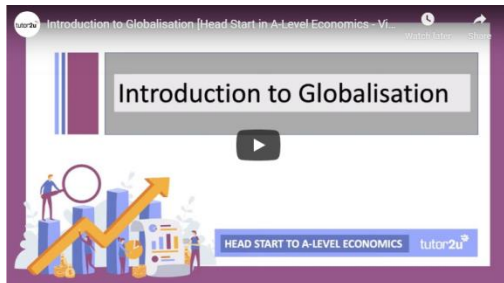 tutor2u
Introduction to Globalisation [Head Start in A-Level Economics - Vi...
Watch later
Share
Introduction to Globalisation
HEAD START TO A-LEVEL ECONOMICS
tutor2u